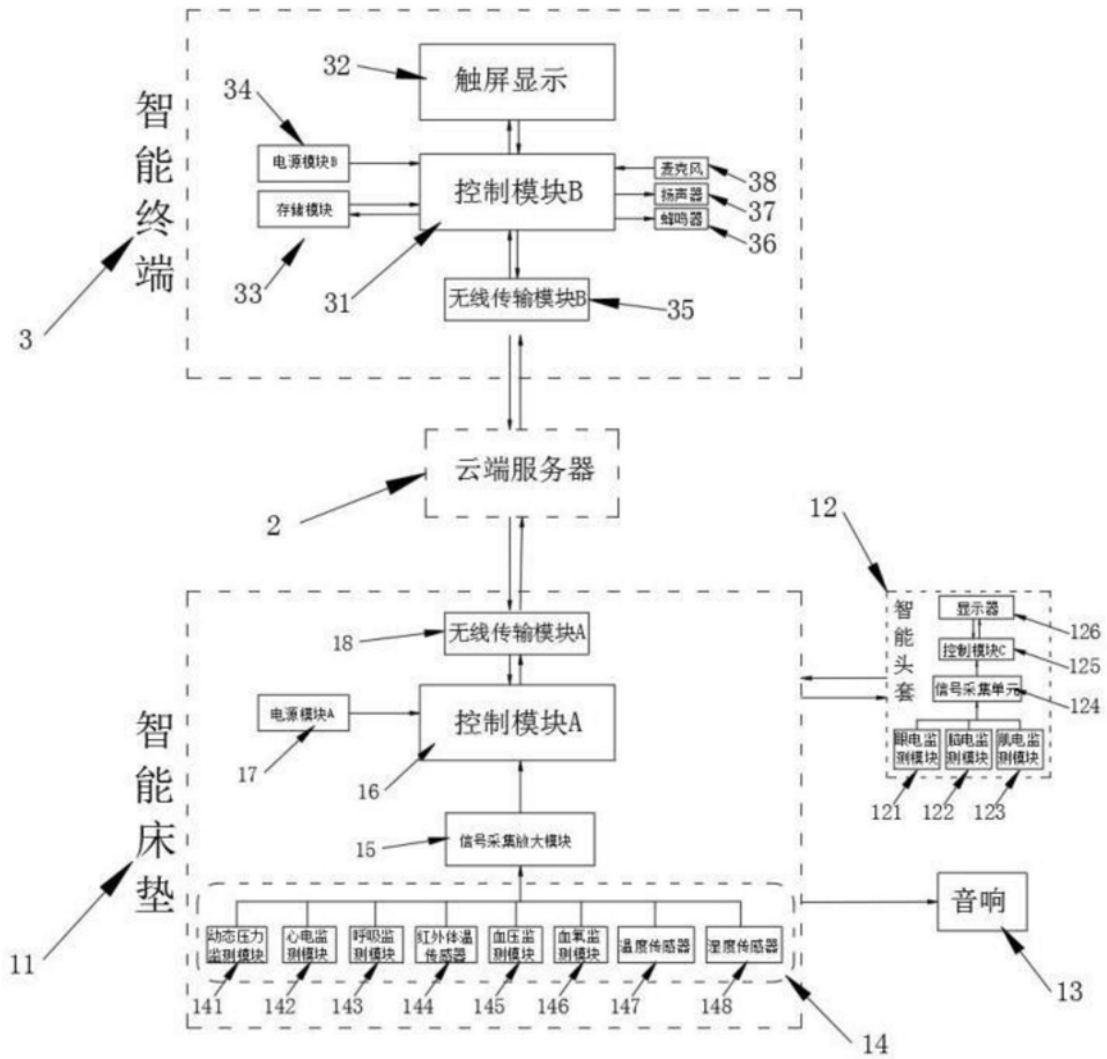 32
触屏显示
34
智能终端
电源模块B
控制模块B
麦克风
38
存储模块
扬声器
37
蜂鸣器
36
33
31
无线传输模块B
35
3
云端服务器
2
12
智能头套
显示器
126
控制模块C
125
信号采集单元
124
眼电监
测模块
脑电监
测模块
肌电监
测模块
121
122
123
18
无线传输模块A
电源模块A
控制模块A
17
16
智能床垫
15
信号采集放大模块
音响
13
动态压力
监测模块
心电监
测模块
呼吸监
测模块
红外体温
传感器
血压监
测模块
血氧监
测模块
温度传感器
湿度传感器
11
141
142
143
144
145
146
147
148
14